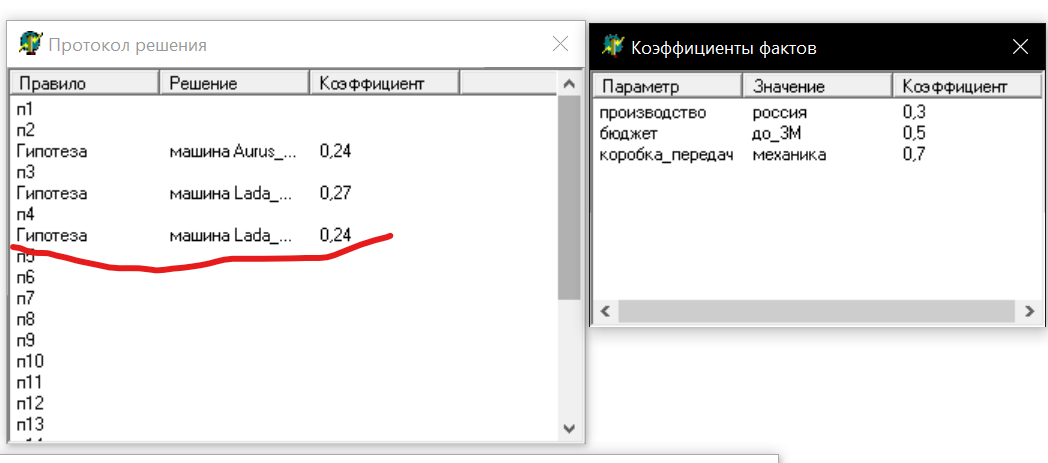 Протокол решения
Правило Решение Коэффициент
п1
п2
Гипотеза машина Aurus_... 0,24
п3
Гипотеза машина Lada_... 0,27
п4
Гипотеза машина Lada_... 0,24
п5
п6
п7
п8
п9
п10
п11
п12
п13
Коэффициенты фактов
Параметр Значение Коэффициент
производство россия 0,3
бюджет до_3М 0,5
коробка_передач механика 0,7